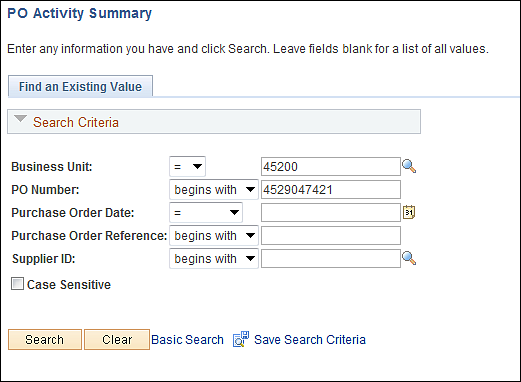 PO Activity Summary
Enter any information you have and click Search. Leave fields blank for a list of all values.
Find an Existing Value
Search Criteria
Business Unit: = 45200
PO Number: begins with 4529047421
Purchase Order Date: = 31
Purchase Order Reference: begins with
Supplier ID: begins with
Case Sensitive
Search Clear Basic Search Save Search Criteria